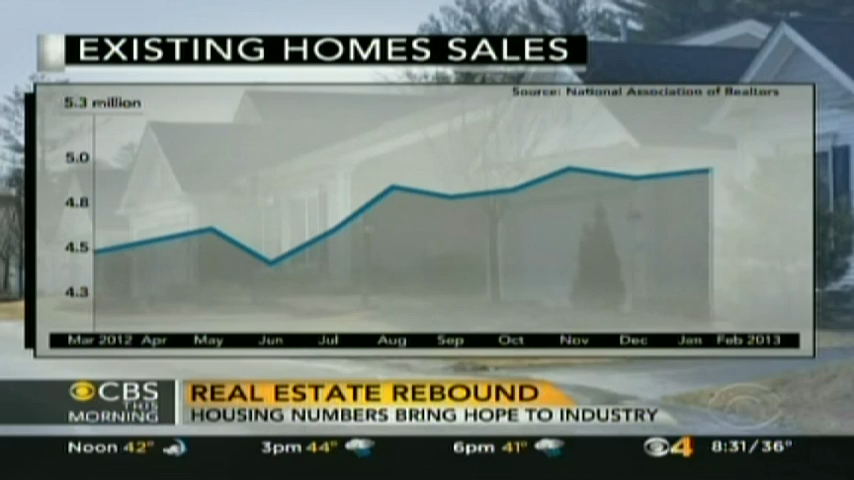 EXISTING HOMES SALES
Source: National Association of Realtors
5.3 million
5.0
4.8
4.5
4.3
Mar 2012 Apr May Jun Jul Aug Sep Oct Nov Dec Jan Feb 2013
CBS
THIS
MORNING
REAL ESTATE REBOUND
HOUSING NUMBERS BRING HOPE TO INDUSTRY
Noon 42° 3pm 44° 6pm 41° 4 8:31/36°